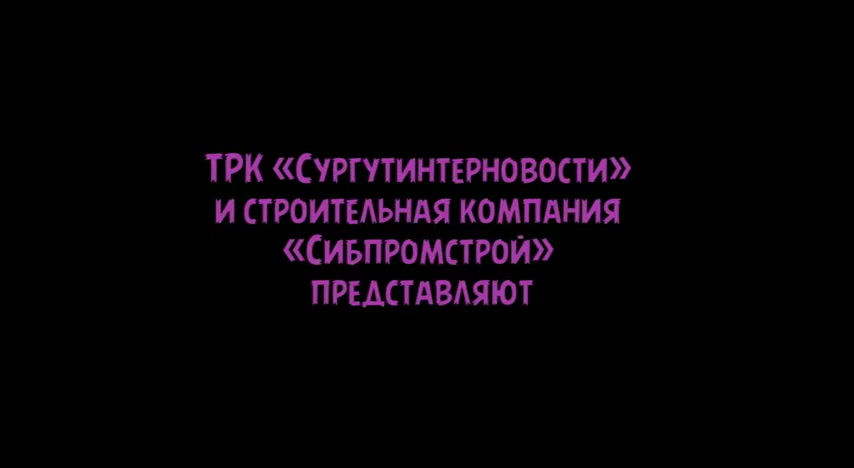 ТРК «Сургутинтерновости»
и строительная компания
«Сибпромстрой»
представляют